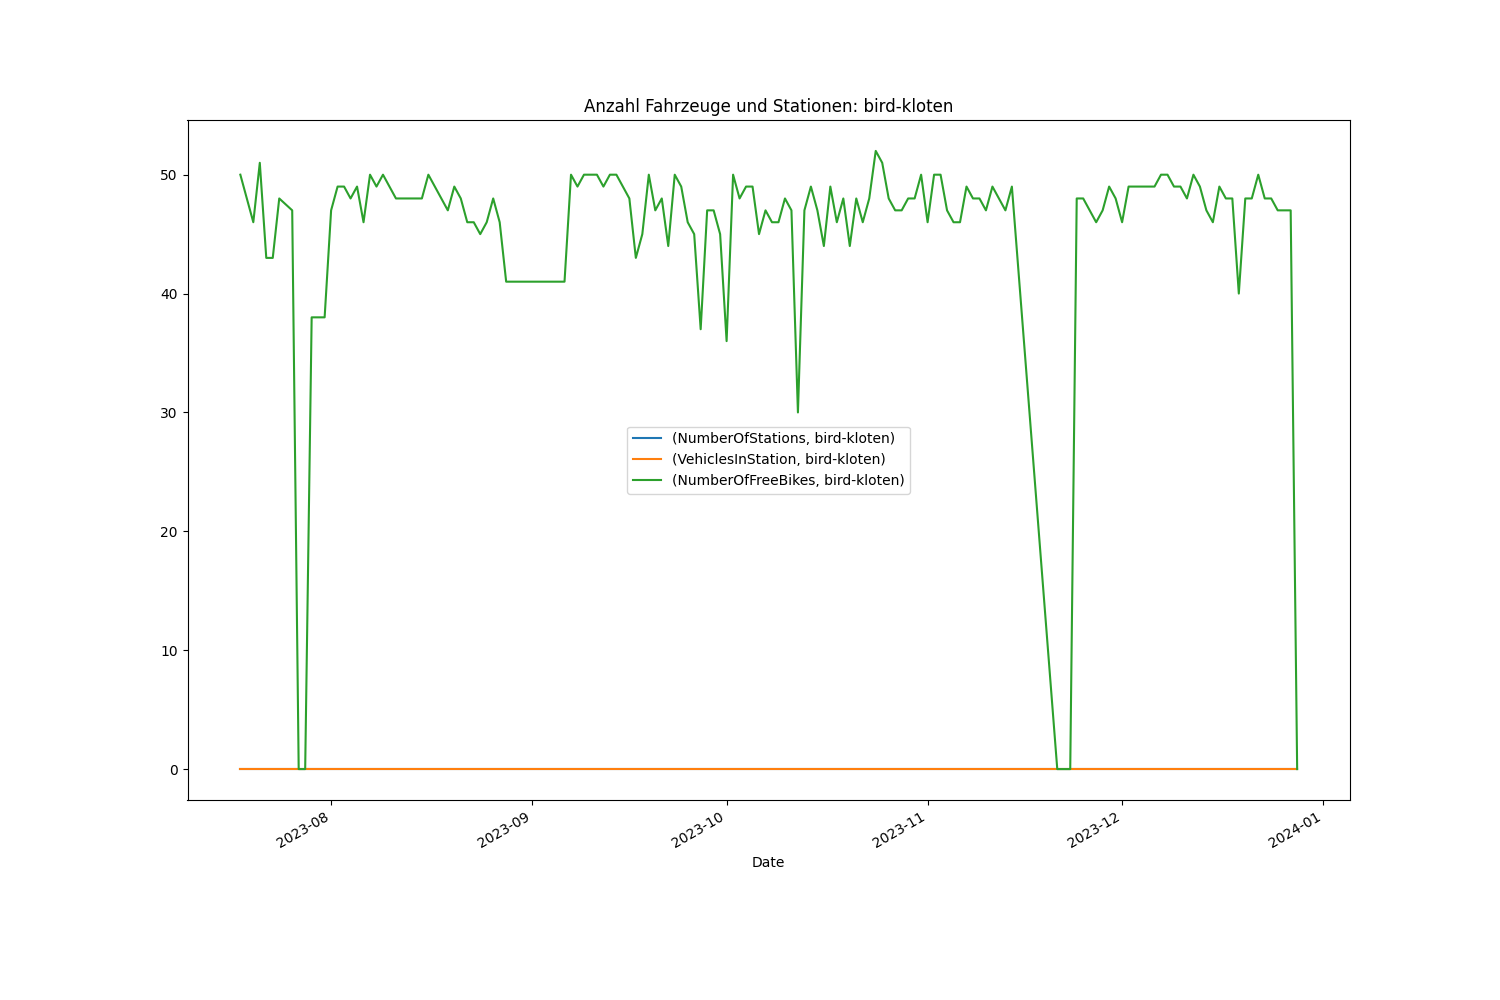 Anzahl Fahrzeuge und Stationen: bird-kloten
50
40
30
20
10
0
(NumberOfStations, bird-kloten)
(VehiclesInStation, bird-kloten)
(NumberOfFreeBikes, bird-kloten)
2023-08
2023-09
2023-10
2023-11
2023-12
2024-01
Date